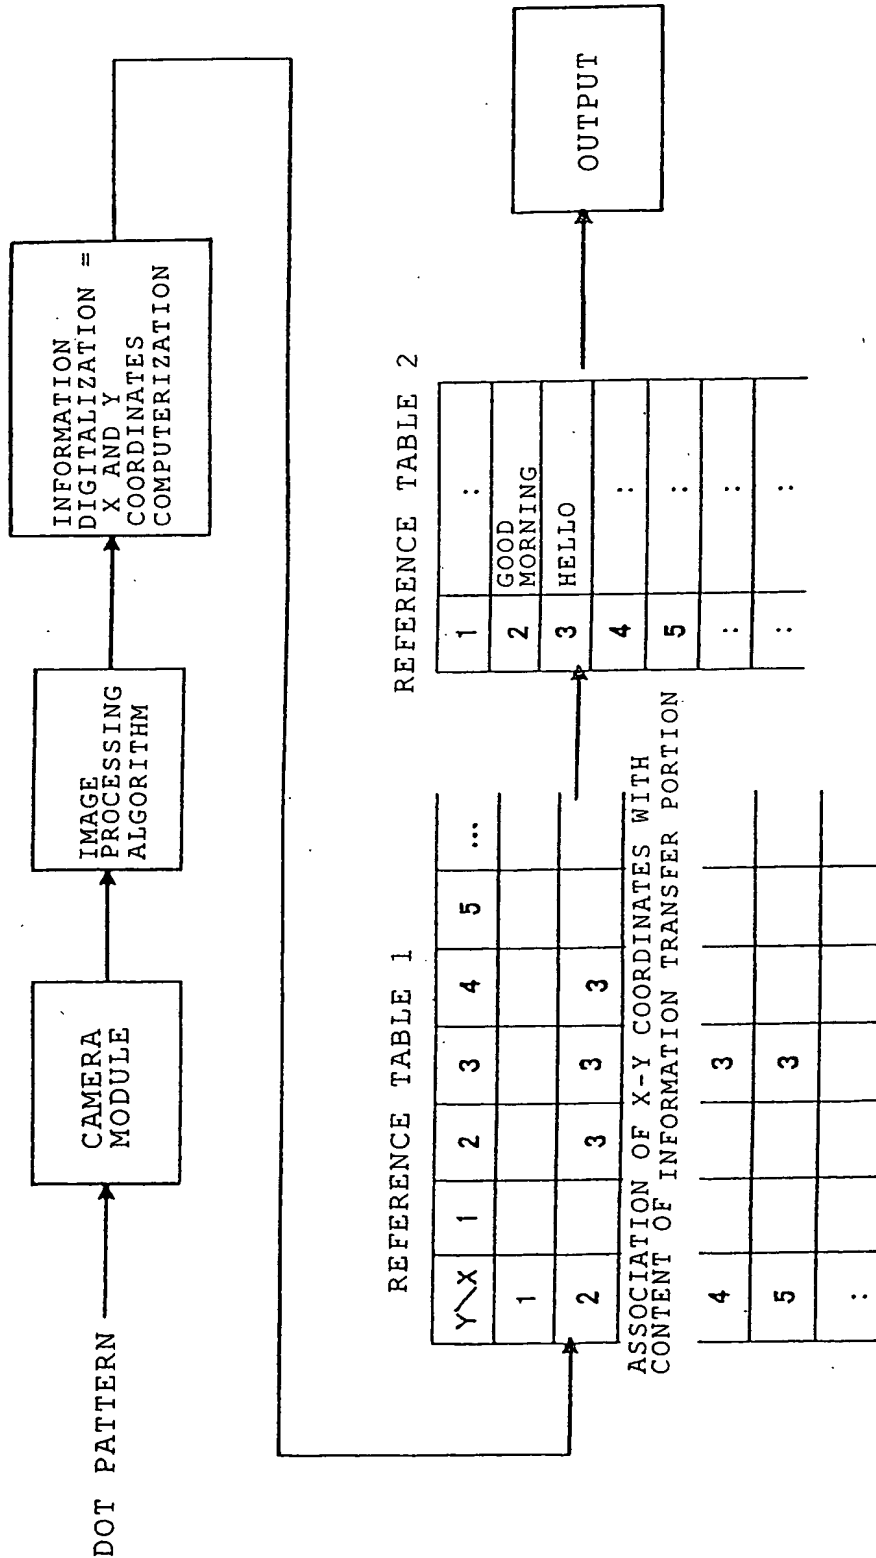 DOT PATTERN
CAMERA
MODULE
IMAGE
PROCESSING
ALGORITHM
INFORMATION
DIGITALIZATION =
X AND Y
COORDINATES
COMPUTERIZATION
REFERENCE TABLE 1
Y\X 1 2 3 4 5 ...
1
2 3 3 3
ASSOCIATION OF X-Y COORDINATES WITH
CONTENT OF INFORMATION TRANSFER PORTION
4 3
5 3
:
REFERENCE TABLE 2
1 :
2 GOOD
MORNING
3 HELLO
4 :
5 :
: :
: :
OUTPUT